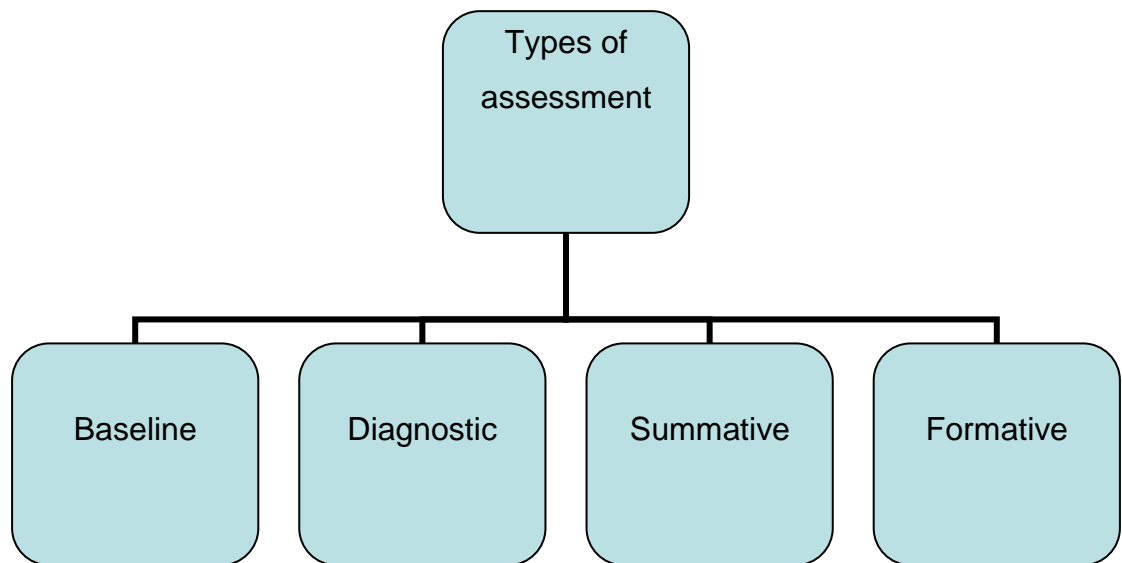 Types of
assessment
Baseline
Diagnostic
Summative
Formative